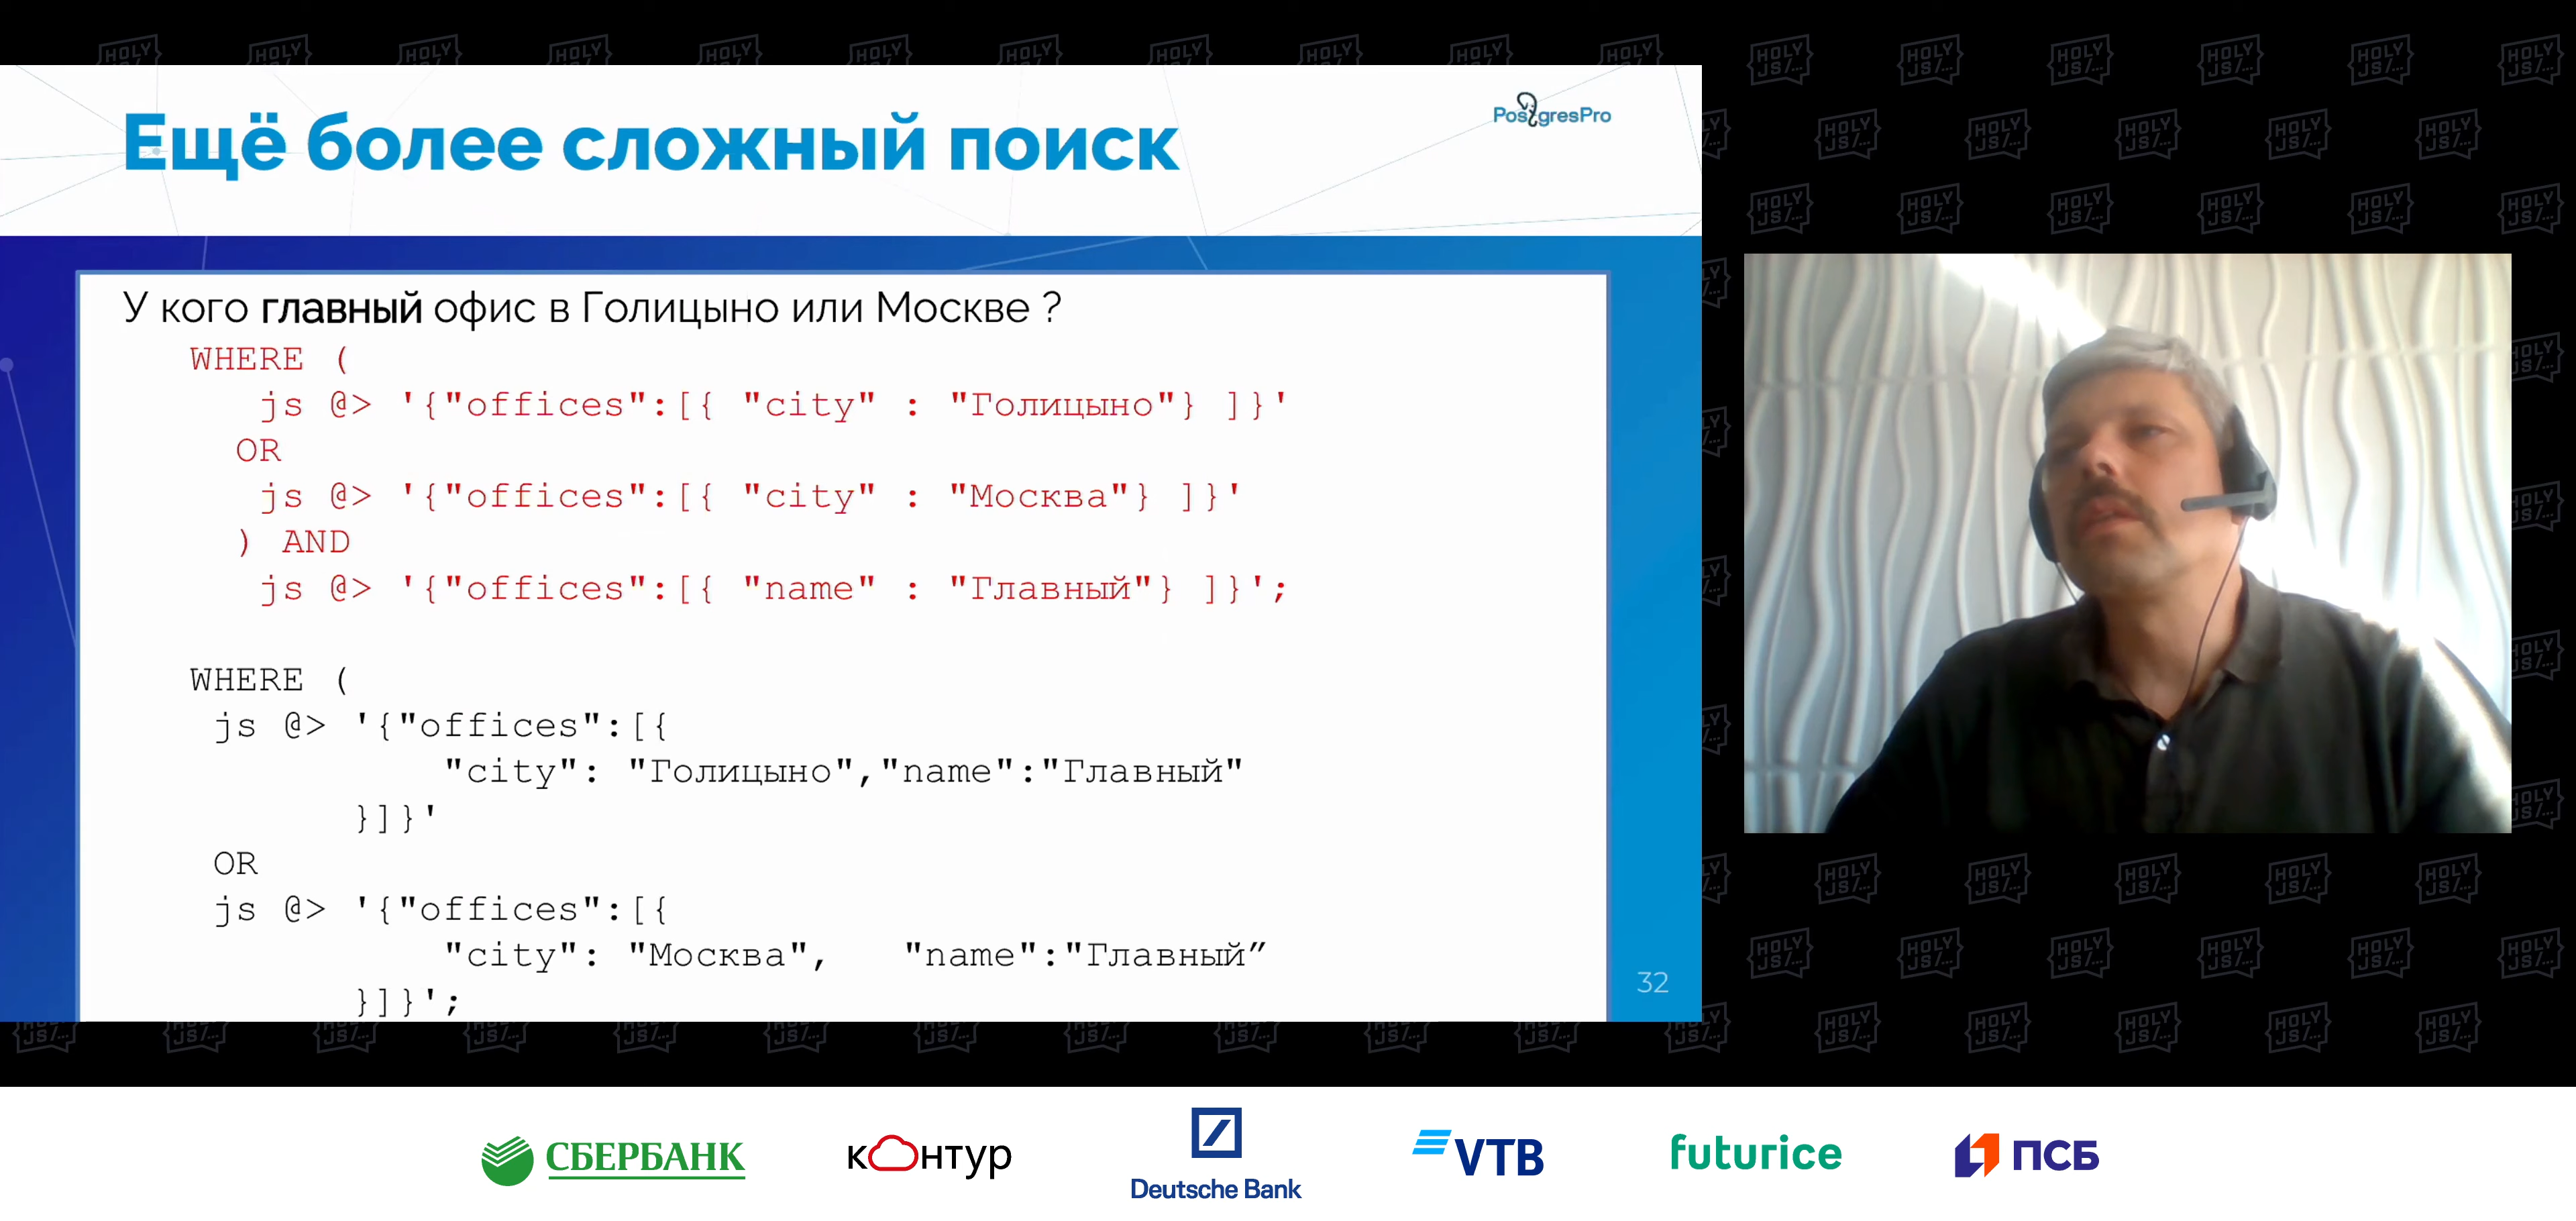 Ещё более сложный поиск
PostgresPro
У кого главный офис в Голицыно или Москве ?
WHERE (
js @> '{"offices":[{ "city" : "Голицыно"} ]}'
OR
js @> '{"offices":[{ "city" : "Москва"} ]}'
) AND
js @> '{"offices":[{ "name" : "Главный"} ]}';
WHERE (
js @> '{"offices":[{
"city": "Голицыно","name":"Главный"
}]}'
OR
js @> '{"offices":[{
"city": "Москва", "name":"Главный”
}]}';
32
HOLY
JS/...
СБЕРБАНК
контур
Deutsche Bank
VTB
futurice
ПСБ